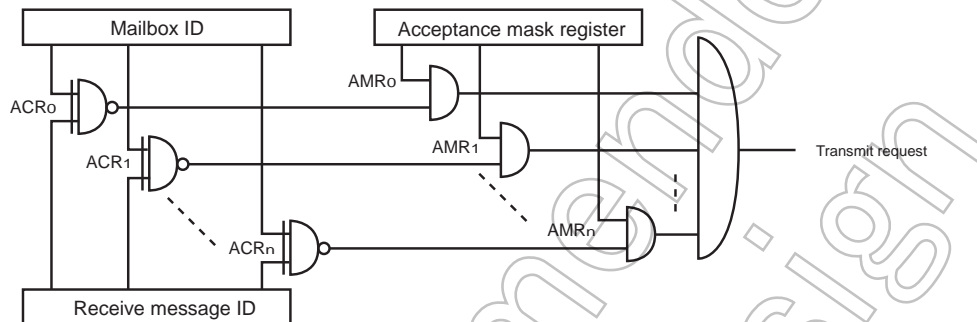 Mailbox ID
Acceptance mask register
AMR0
ACR0
AMR1
ACR1
Transmit request
AMRn
ACRn
Receive message ID